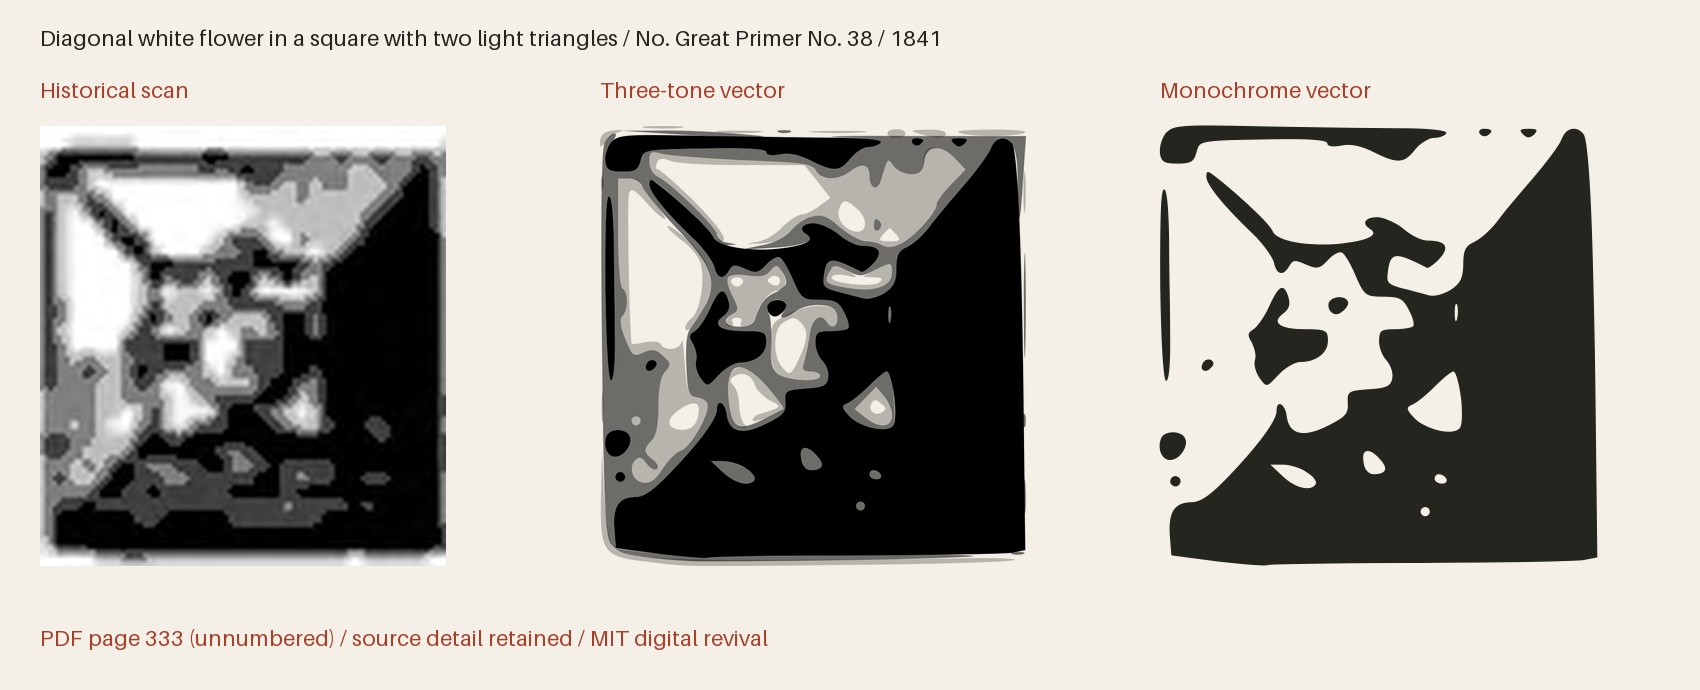 Diagonal white flower in a square with two light triangles / No. Great Primer No. 38 / 1841
Historical scan
Three-tone vector
Monochrome vector
PDF page 333 (unnumbered) / source detail retained / MIT digital revival